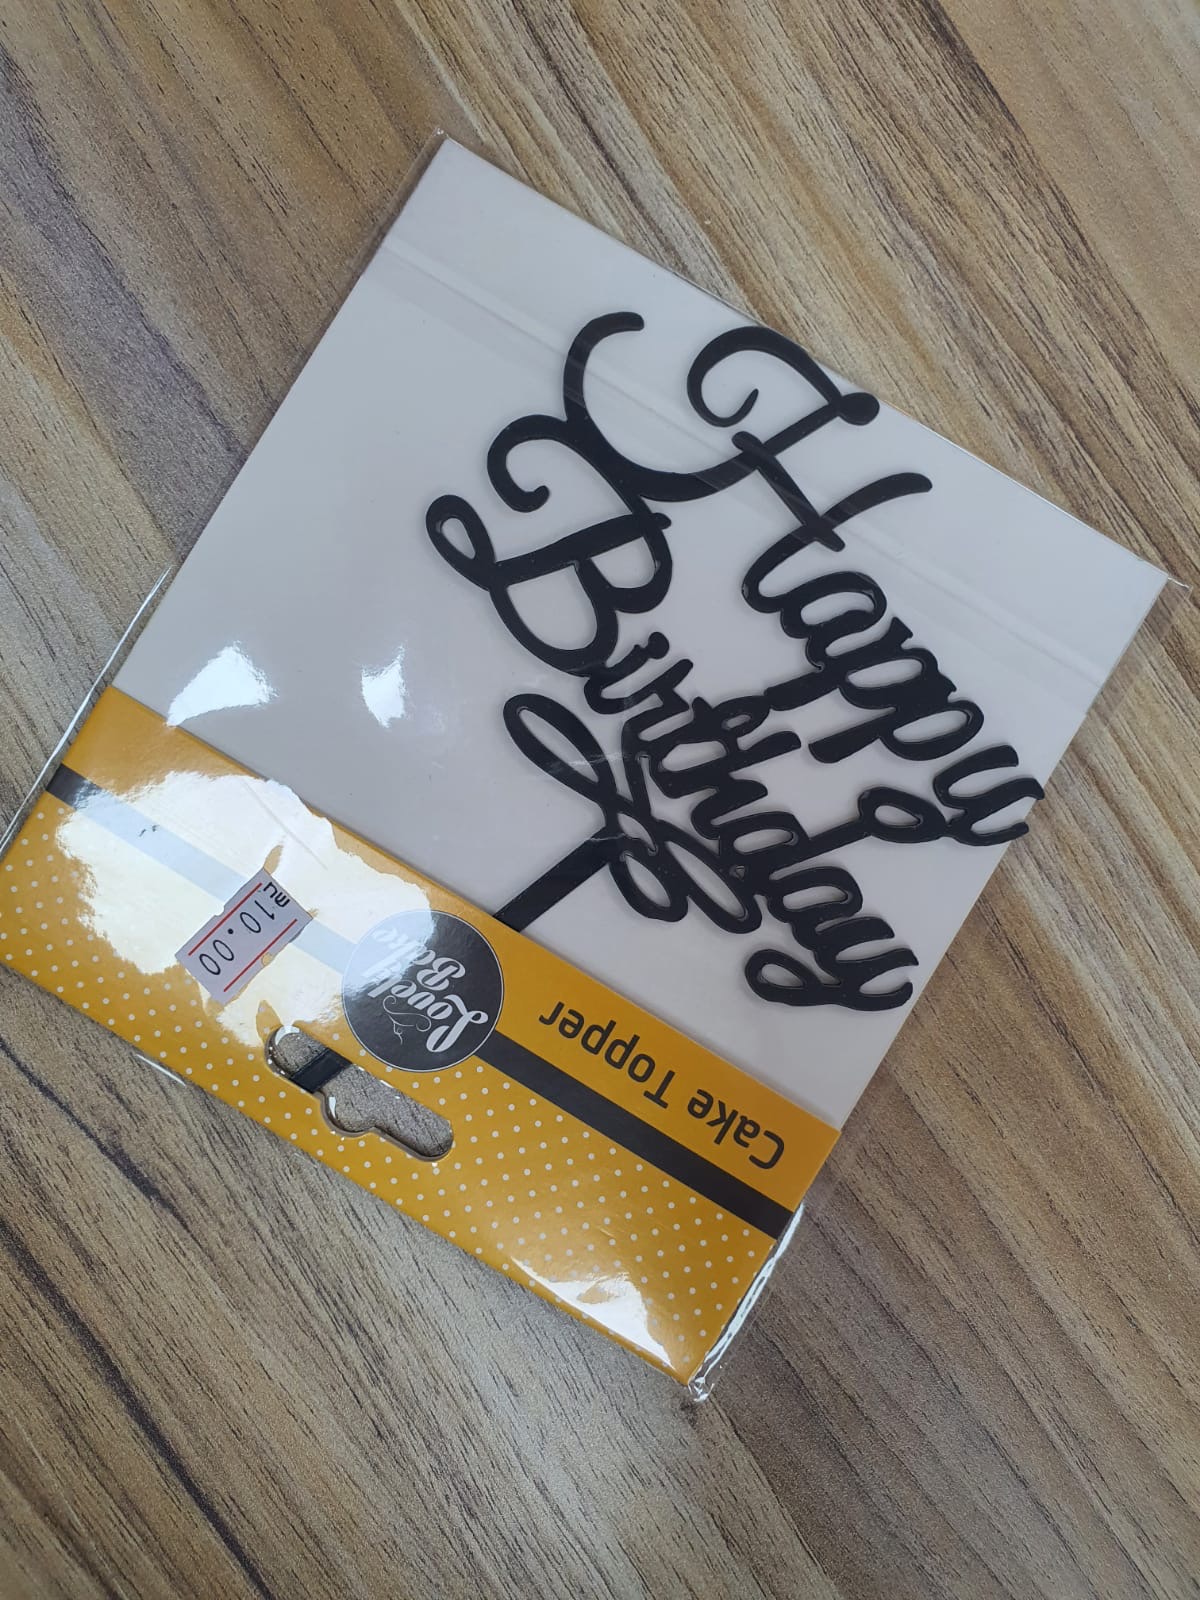 Happy
Birthday
Cake Topper
Lovely
Bake
10.00